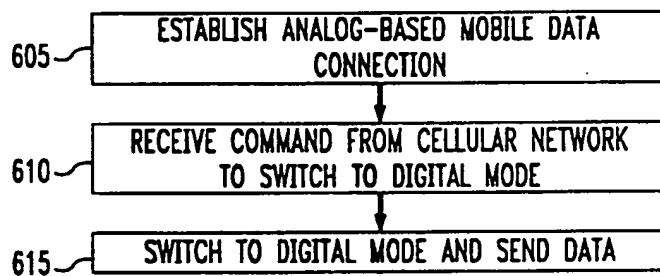 605
ESTABLISH ANALOG-BASED MOBILE DATA
CONNECTION
610
RECEIVE COMMAND FROM CELLULAR NETWORK
TO SWITCH TO DIGITAL MODE
615
SWITCH TO DIGITAL MODE AND SEND DATA